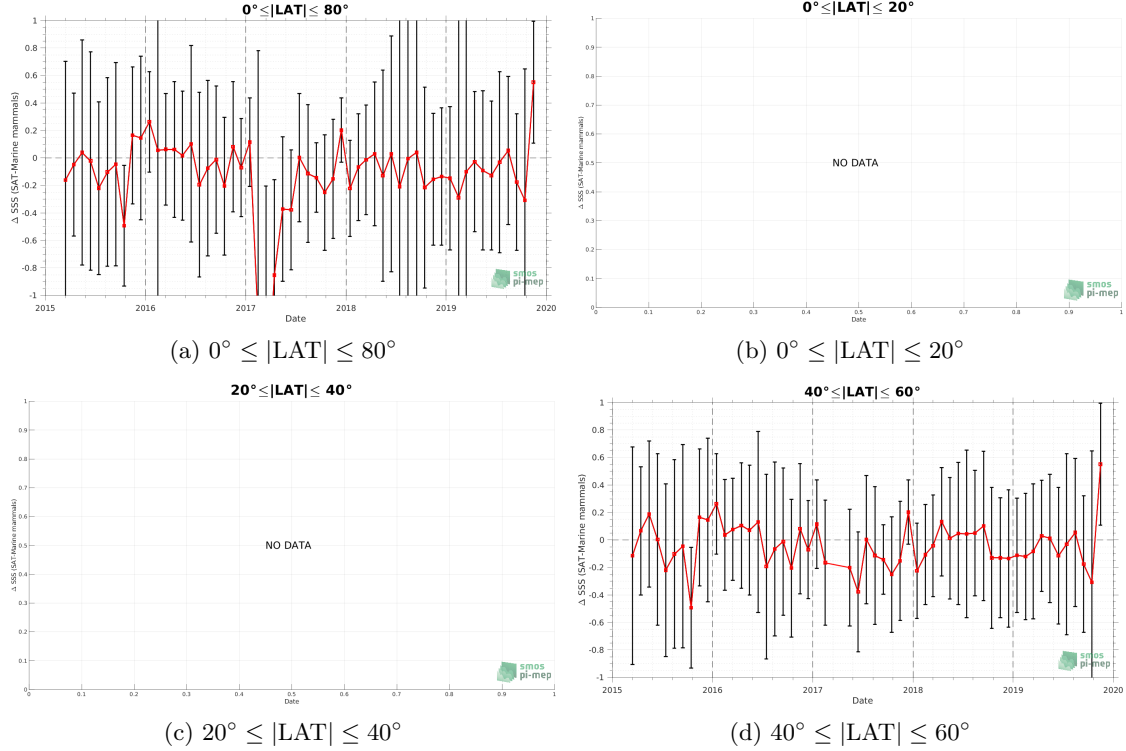 0°≤|LAT|≤ 80°
1
0.8
0.6
0.4
0.2
0
-0.2
-0.4
-0.6
-0.8
-1
Δ SSS (SAT-Marine mammals)
2015 2016 2017 2018 2019 2020
Date
smos
pi-mep
(a) 0° ≤ |LAT| ≤ 80°
0°≤|LAT|≤ 20°
1
0.9
0.8
0.7
0.6
0.5
0.4
0.3
0.2
0.1
0
Δ SSS (SAT-Marine mammals)
NO DATA
0 0.1 0.2 0.3 0.4 0.5 0.6 0.7 0.8 0.9 1
Date
smos
pi-mep
(b) 0° ≤ |LAT| ≤ 20°
20°≤|LAT|≤ 40°
1
0.9
0.8
0.7
0.6
0.5
0.4
0.3
0.2
0.1
0
Δ SSS (SAT-Marine mammals)
NO DATA
0 0.1 0.2 0.3 0.4 0.5 0.6 0.7 0.8 0.9 1
Date
smos
pi-mep
(c) 20° ≤ |LAT| ≤ 40°
40°≤|LAT|≤ 60°
1
0.8
0.6
0.4
0.2
0
-0.2
-0.4
-0.6
-0.8
-1
Δ SSS (SAT-Marine mammals)
2015 2016 2017 2018 2019 2020
Date
smos
pi-mep
(d) 40° ≤ |LAT| ≤ 60°